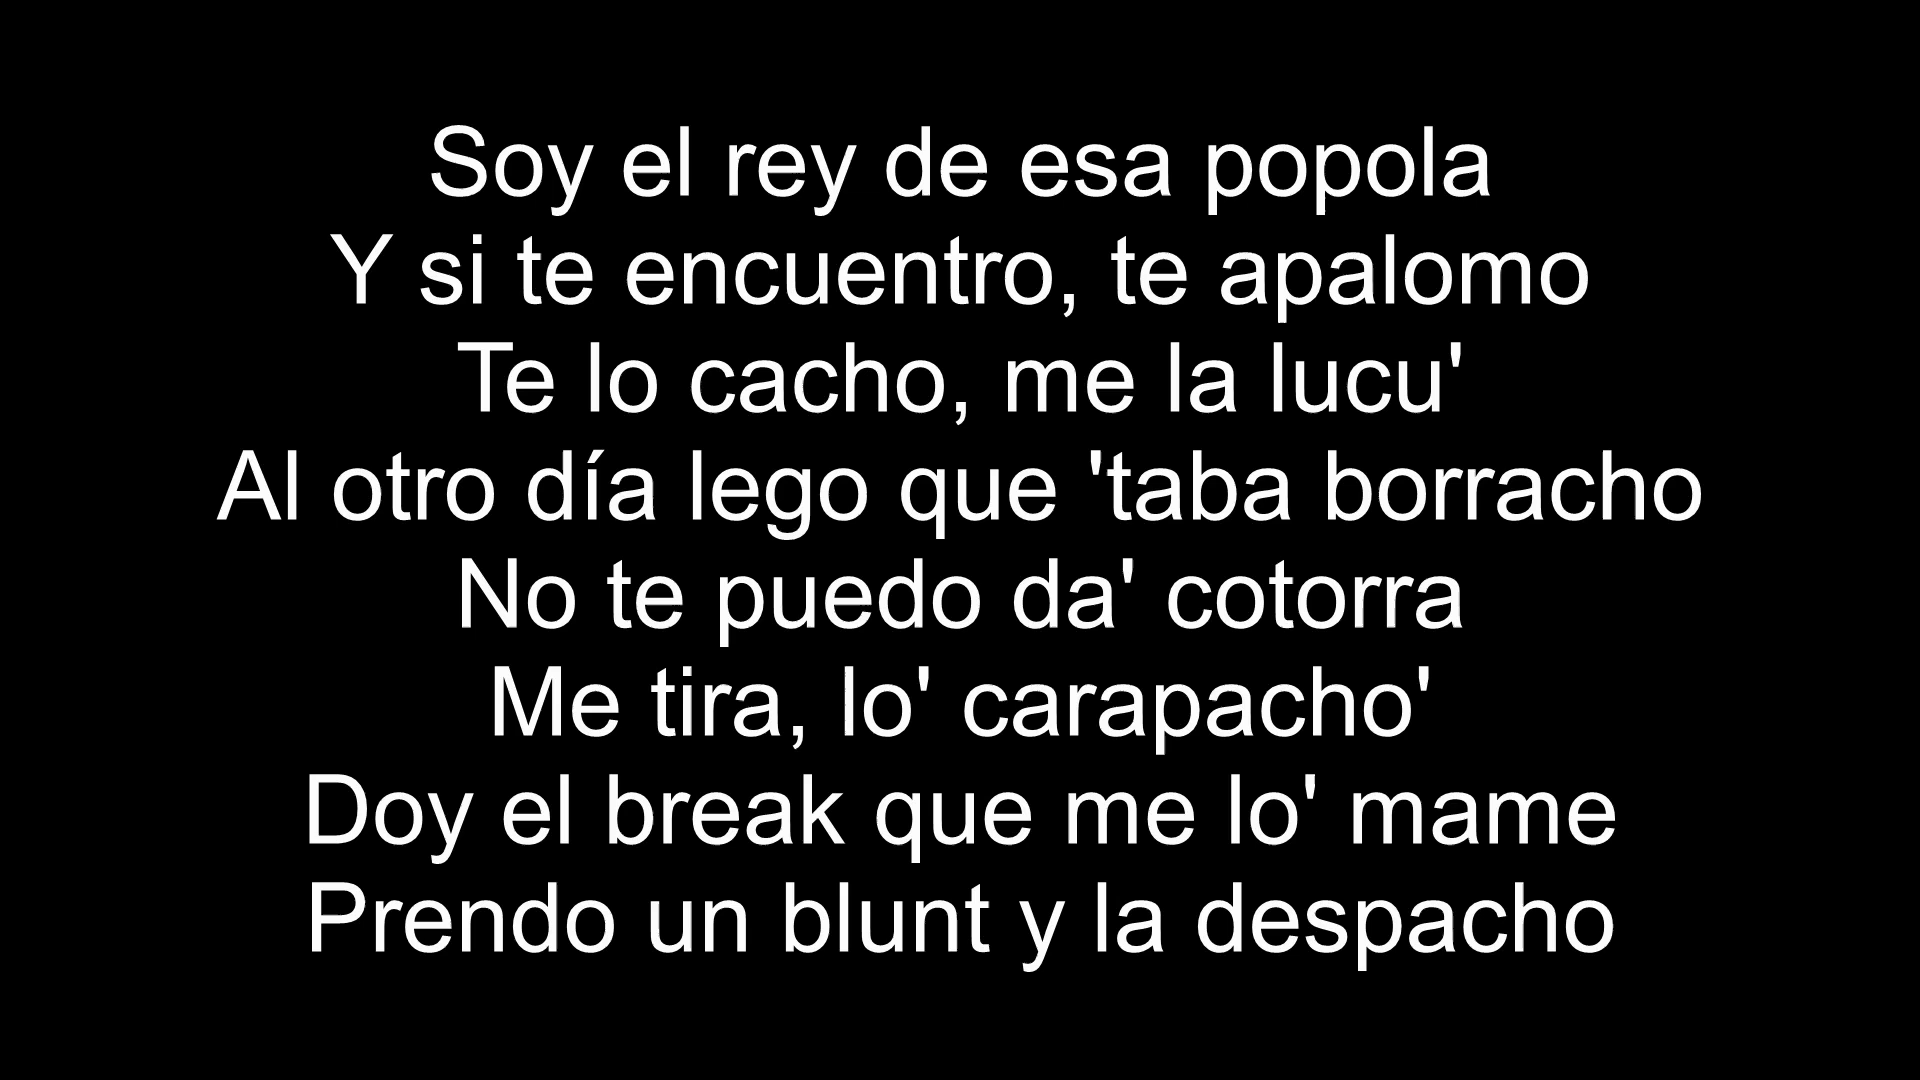 Soy el rey de esa popola
Y si te encuentro, te apalomo
Te lo cacho, me la lucu'
Al otro día lego que 'taba borracho
No te puedo da' cotorra
Me tira, lo' carapacho'
Doy el break que me lo' mame
Prendo un blunt y la despacho